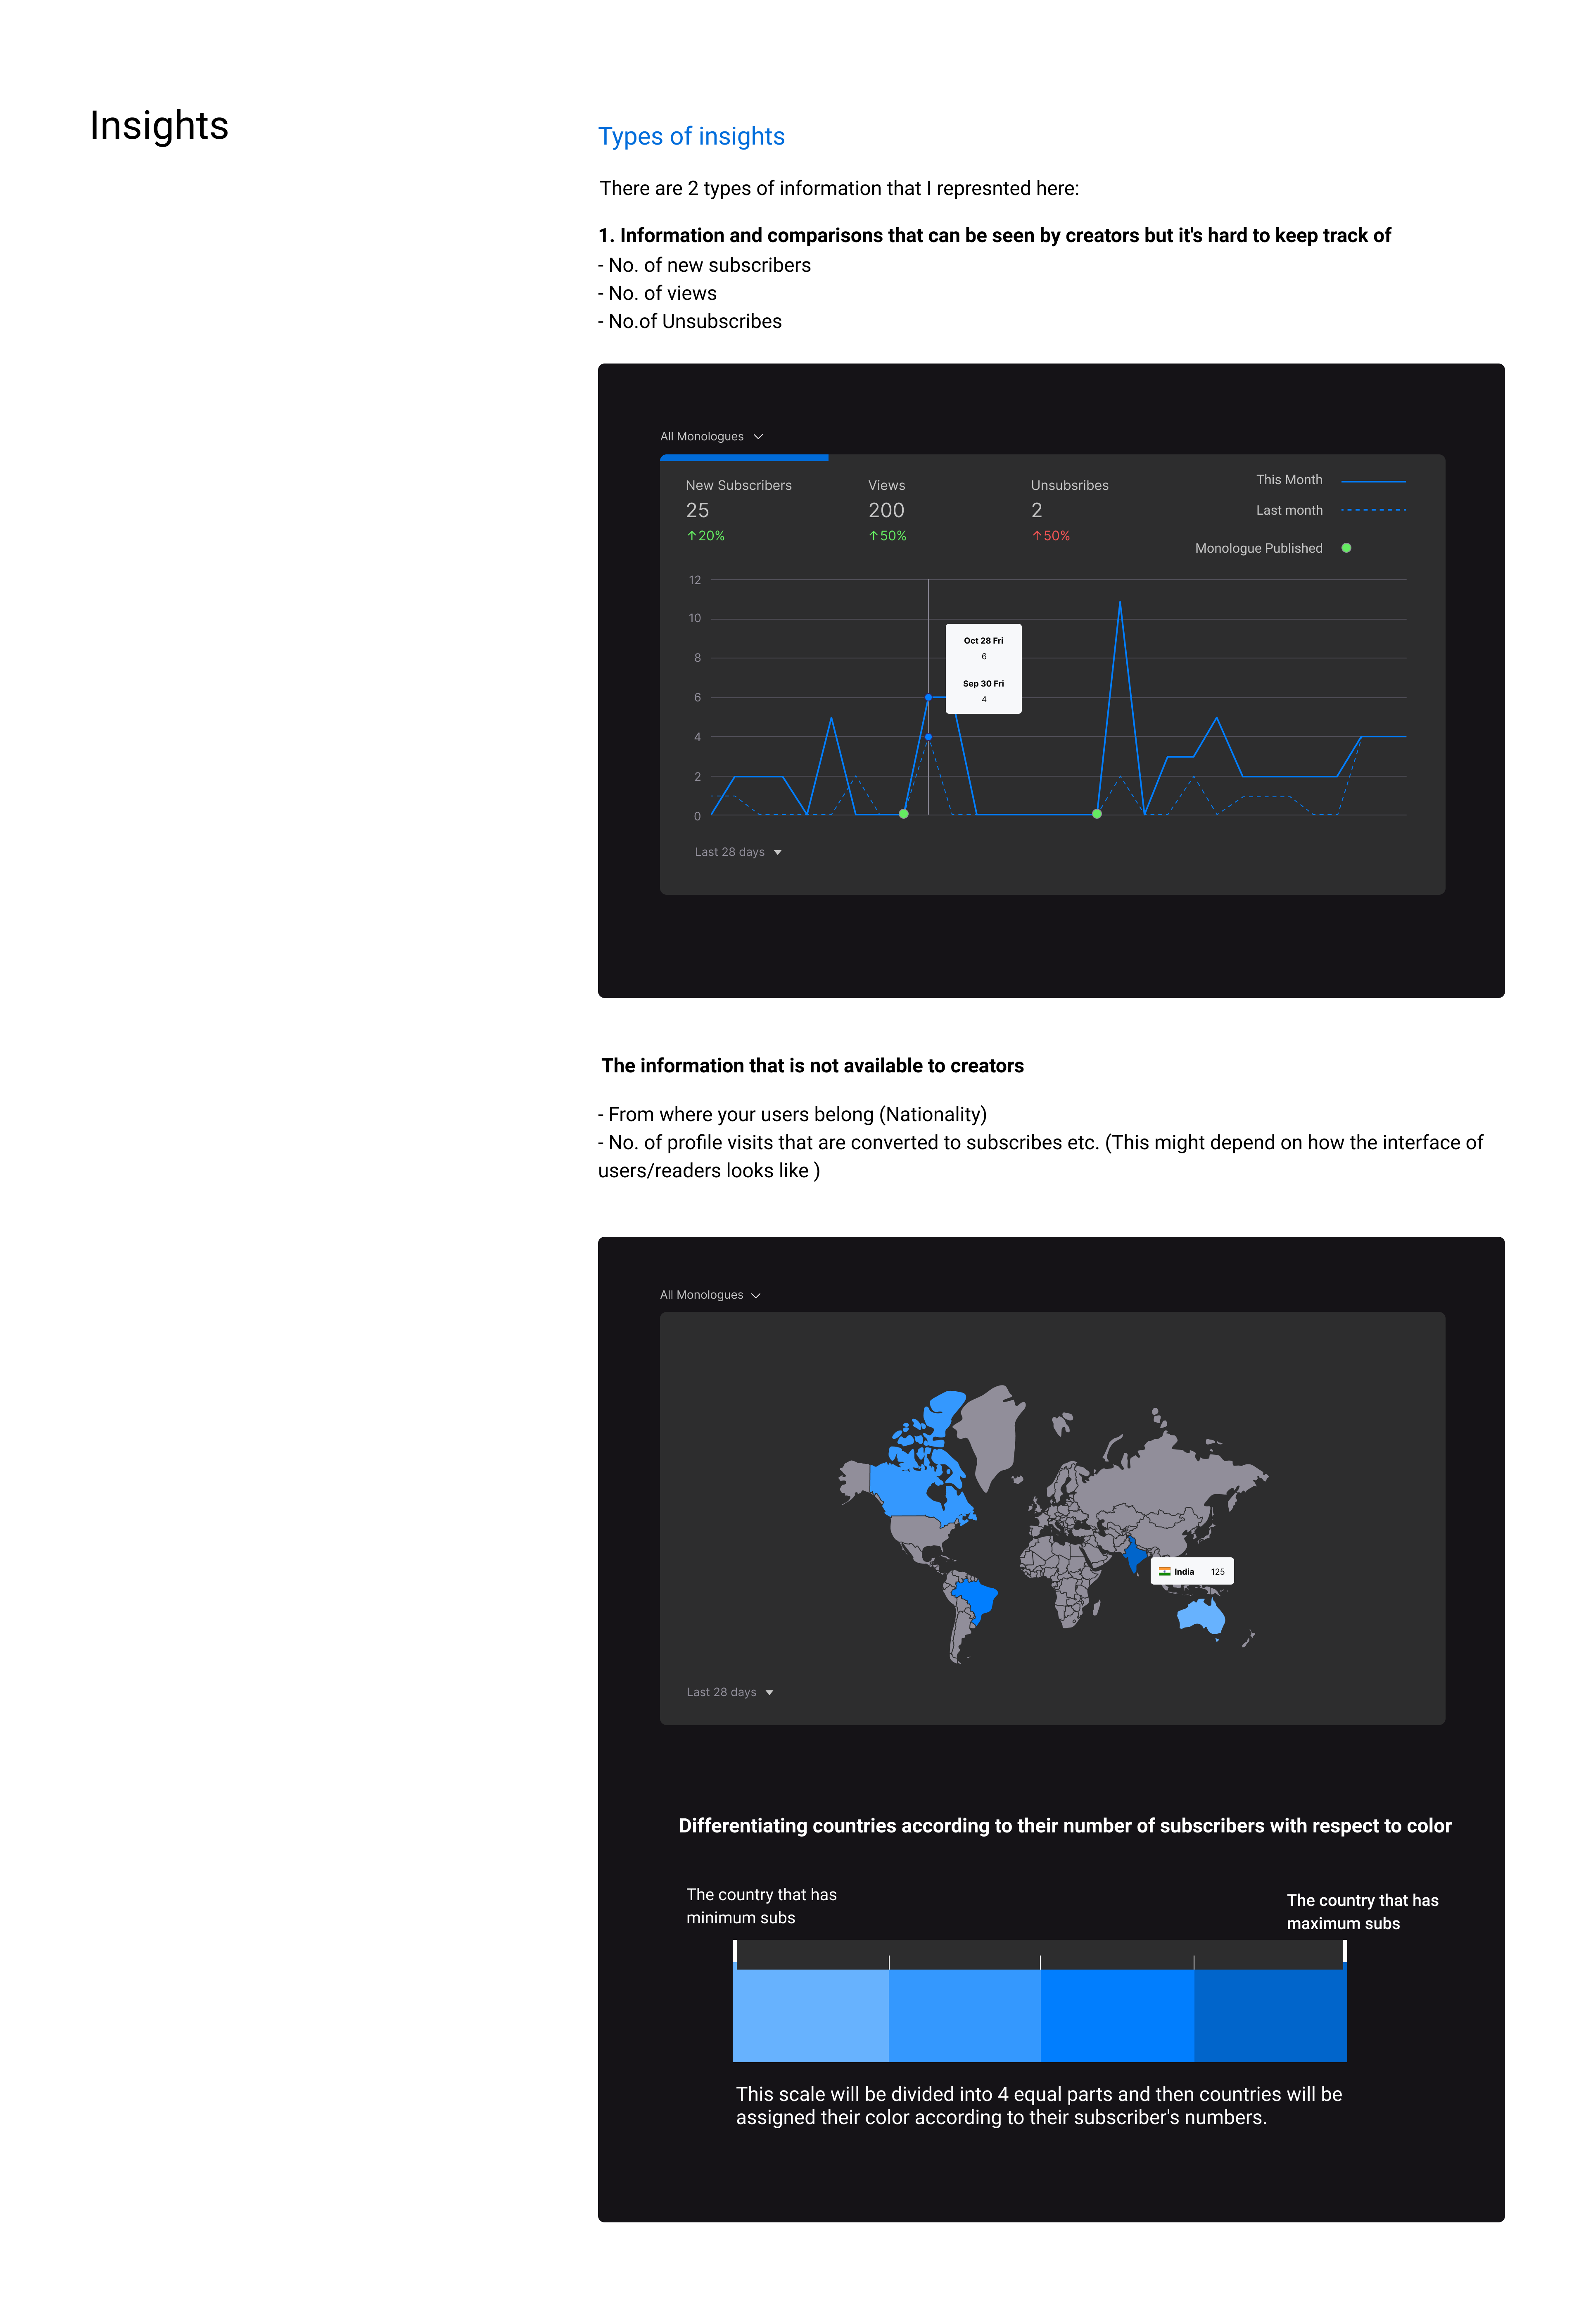 Insights
Types of insights
There are 2 types of information that I represnted here:
1. Information and comparisons that can be seen by creators but it's hard to keep track of
- No. of new subscribers
- No. of views
- No.of Unsubscribes
All Monologues
New Subscribers
25
↑20%
Views
200
↑50%
Unsubsribes
2
↑50%
This Month
Last month
Monologue Published
12
10
8
6
4
2
0
Oct 28 Fri
6
Sep 30 Fri
4
Last 28 days
The information that is not available to creators
- From where your users belong (Nationality)
- No. of profile visits that are converted to subscribes etc. (This might depend on how the interface of
users/readers looks like )
All Monologues
India 125
Last 28 days
Differentiating countries according to their number of subscribers with respect to color
The country that has
minimum subs
The country that has
maximum subs
This scale will be divided into 4 equal parts and then countries will be
assigned their color according to their subscriber's numbers.